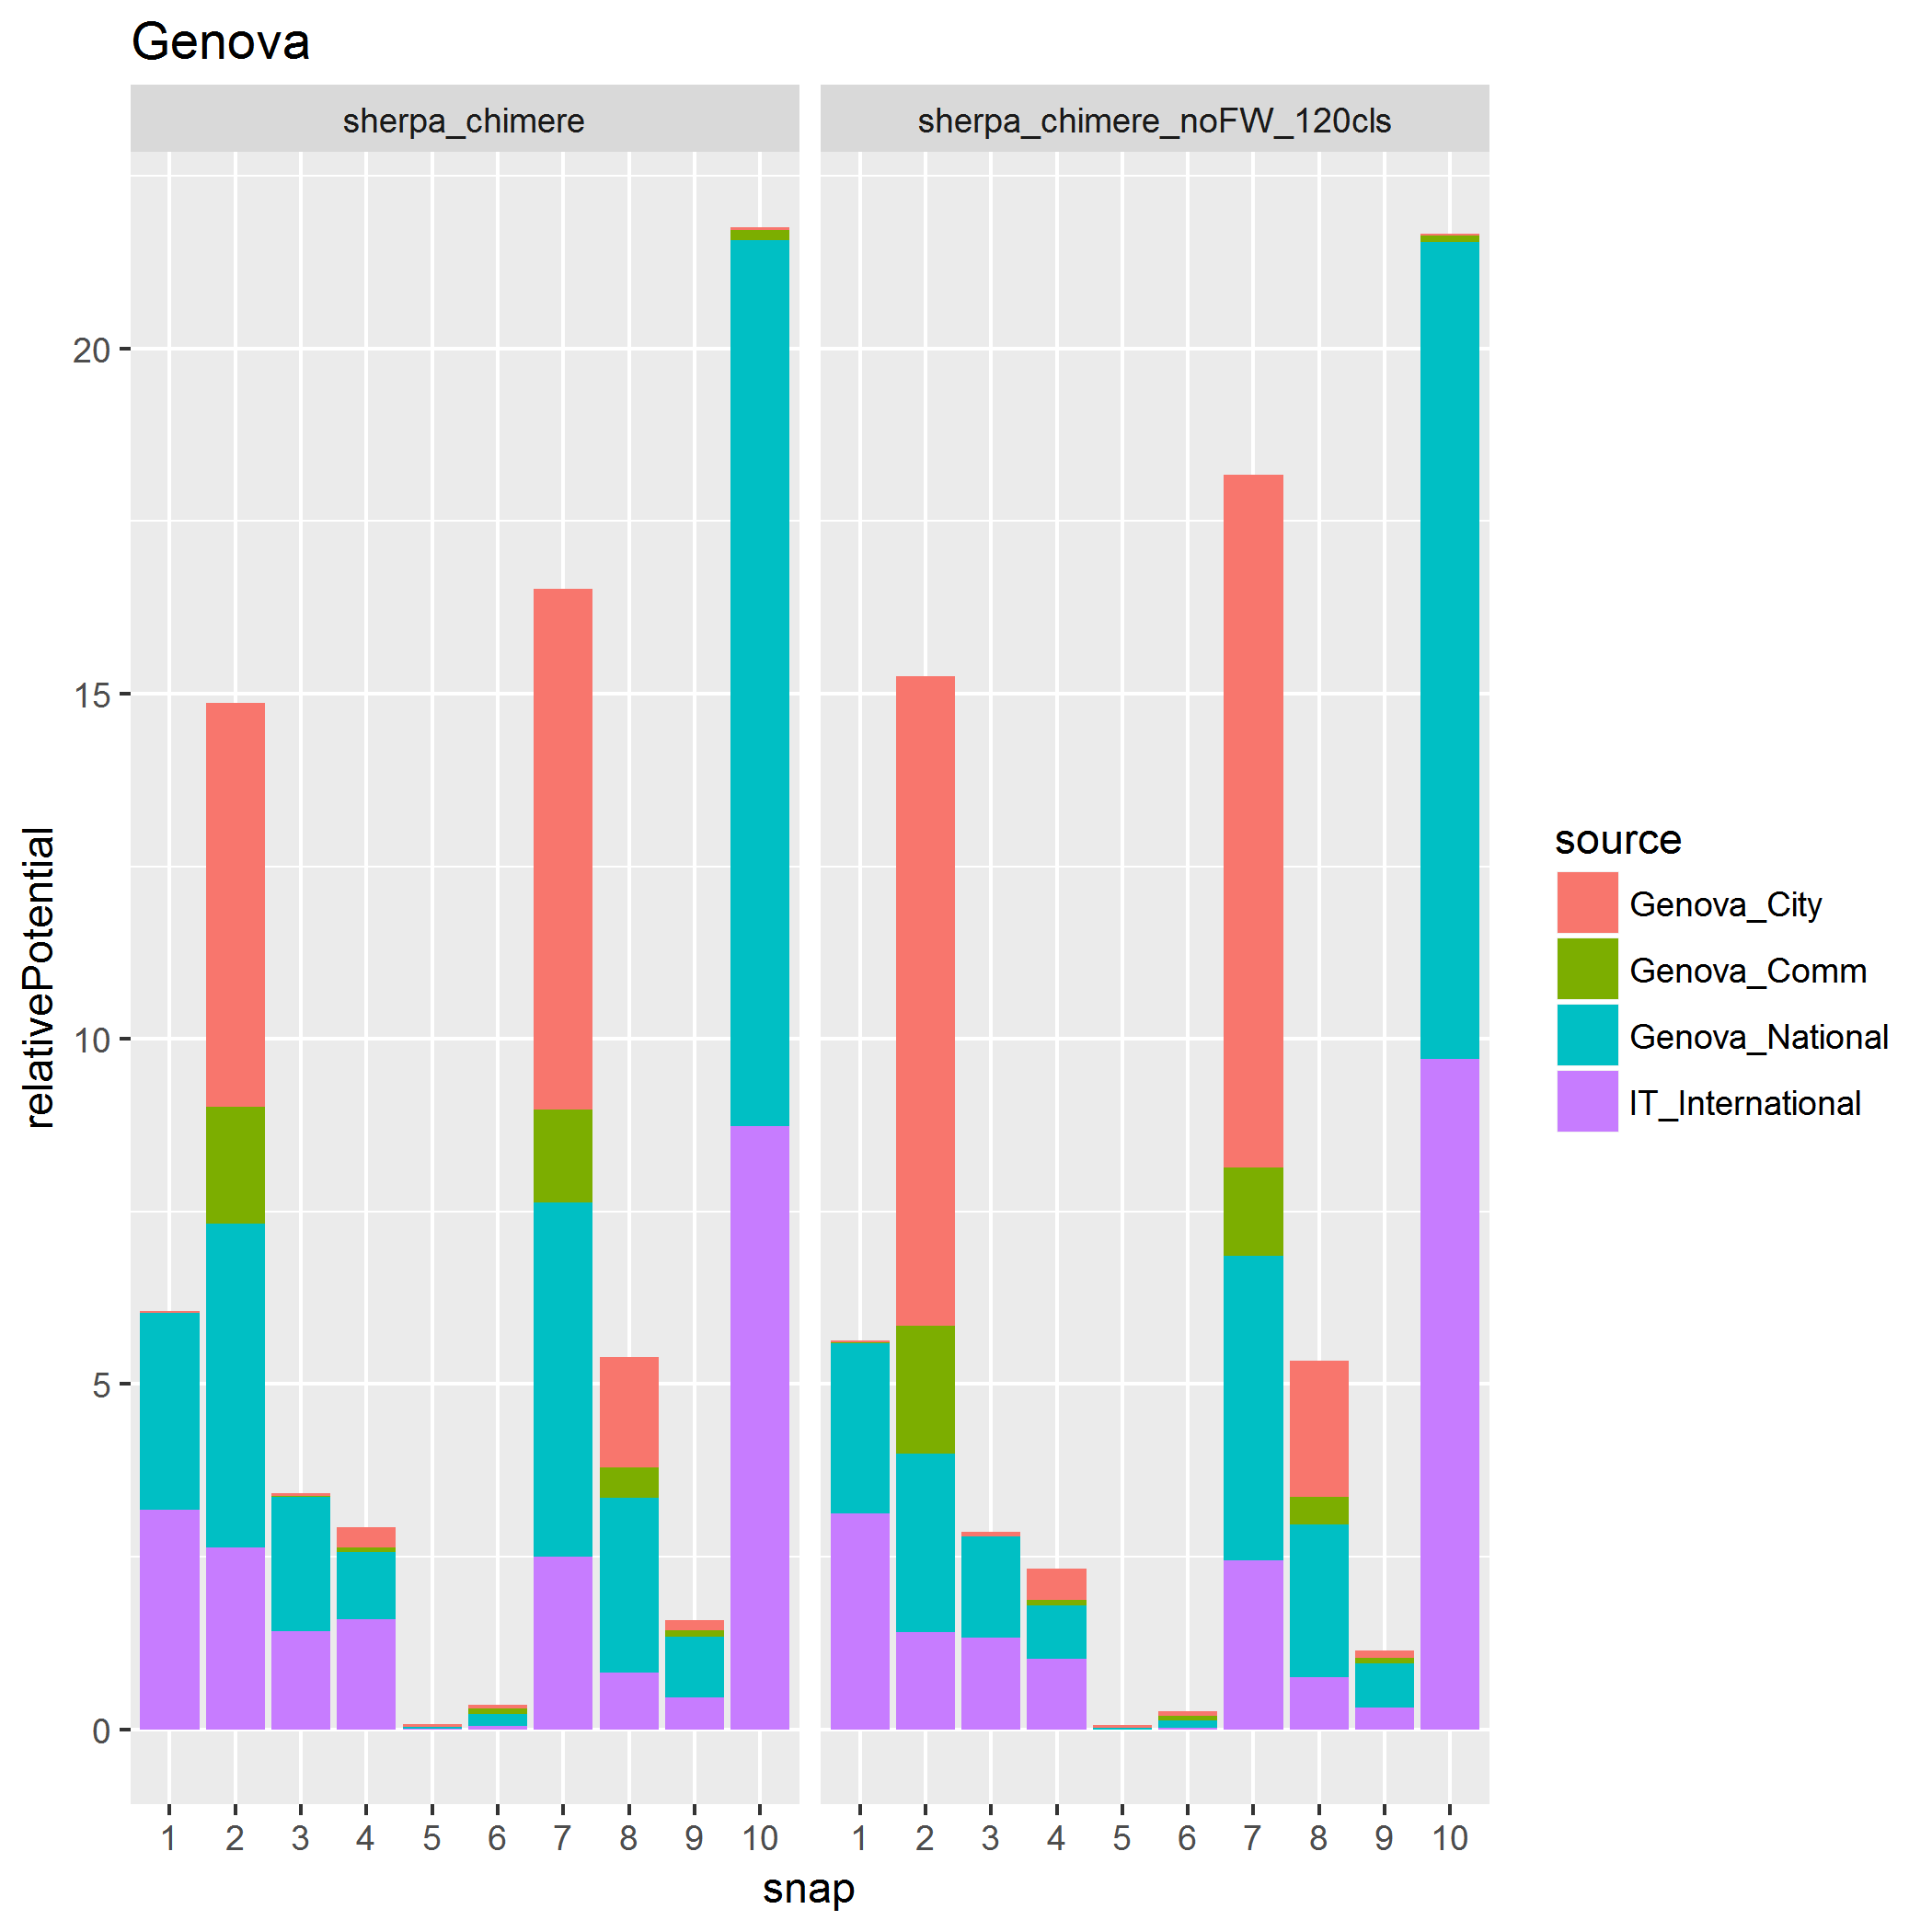 Genova
sherpa_chimere
sherpa_chimere_noFW_120cls
relativePotential
20
15
10
5
0
1 2 3 4 5 6 7 8 9 10
1 2 3 4 5 6 7 8 9 10
snap
source
Genova_City
Genova_Comm
Genova_National
IT_International